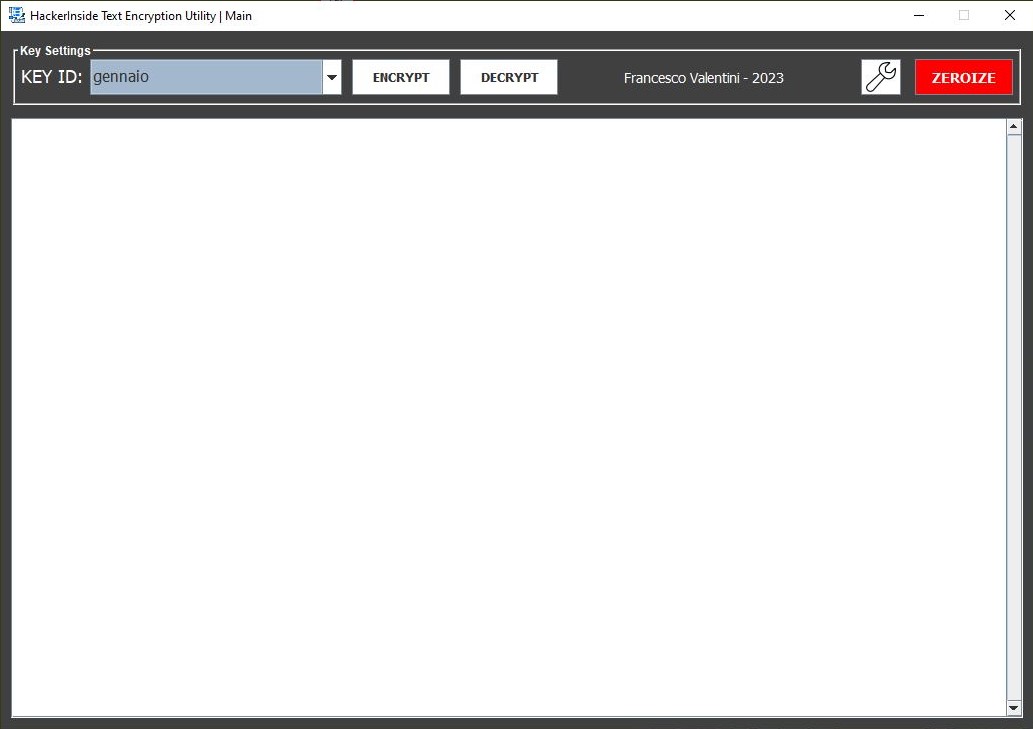 HackerInside Text Encryption Utility | Main
Key Settings
KEY ID: gennaio ENCRYPT DECRYPT Francesco Valentini - 2023 ZEROIZE